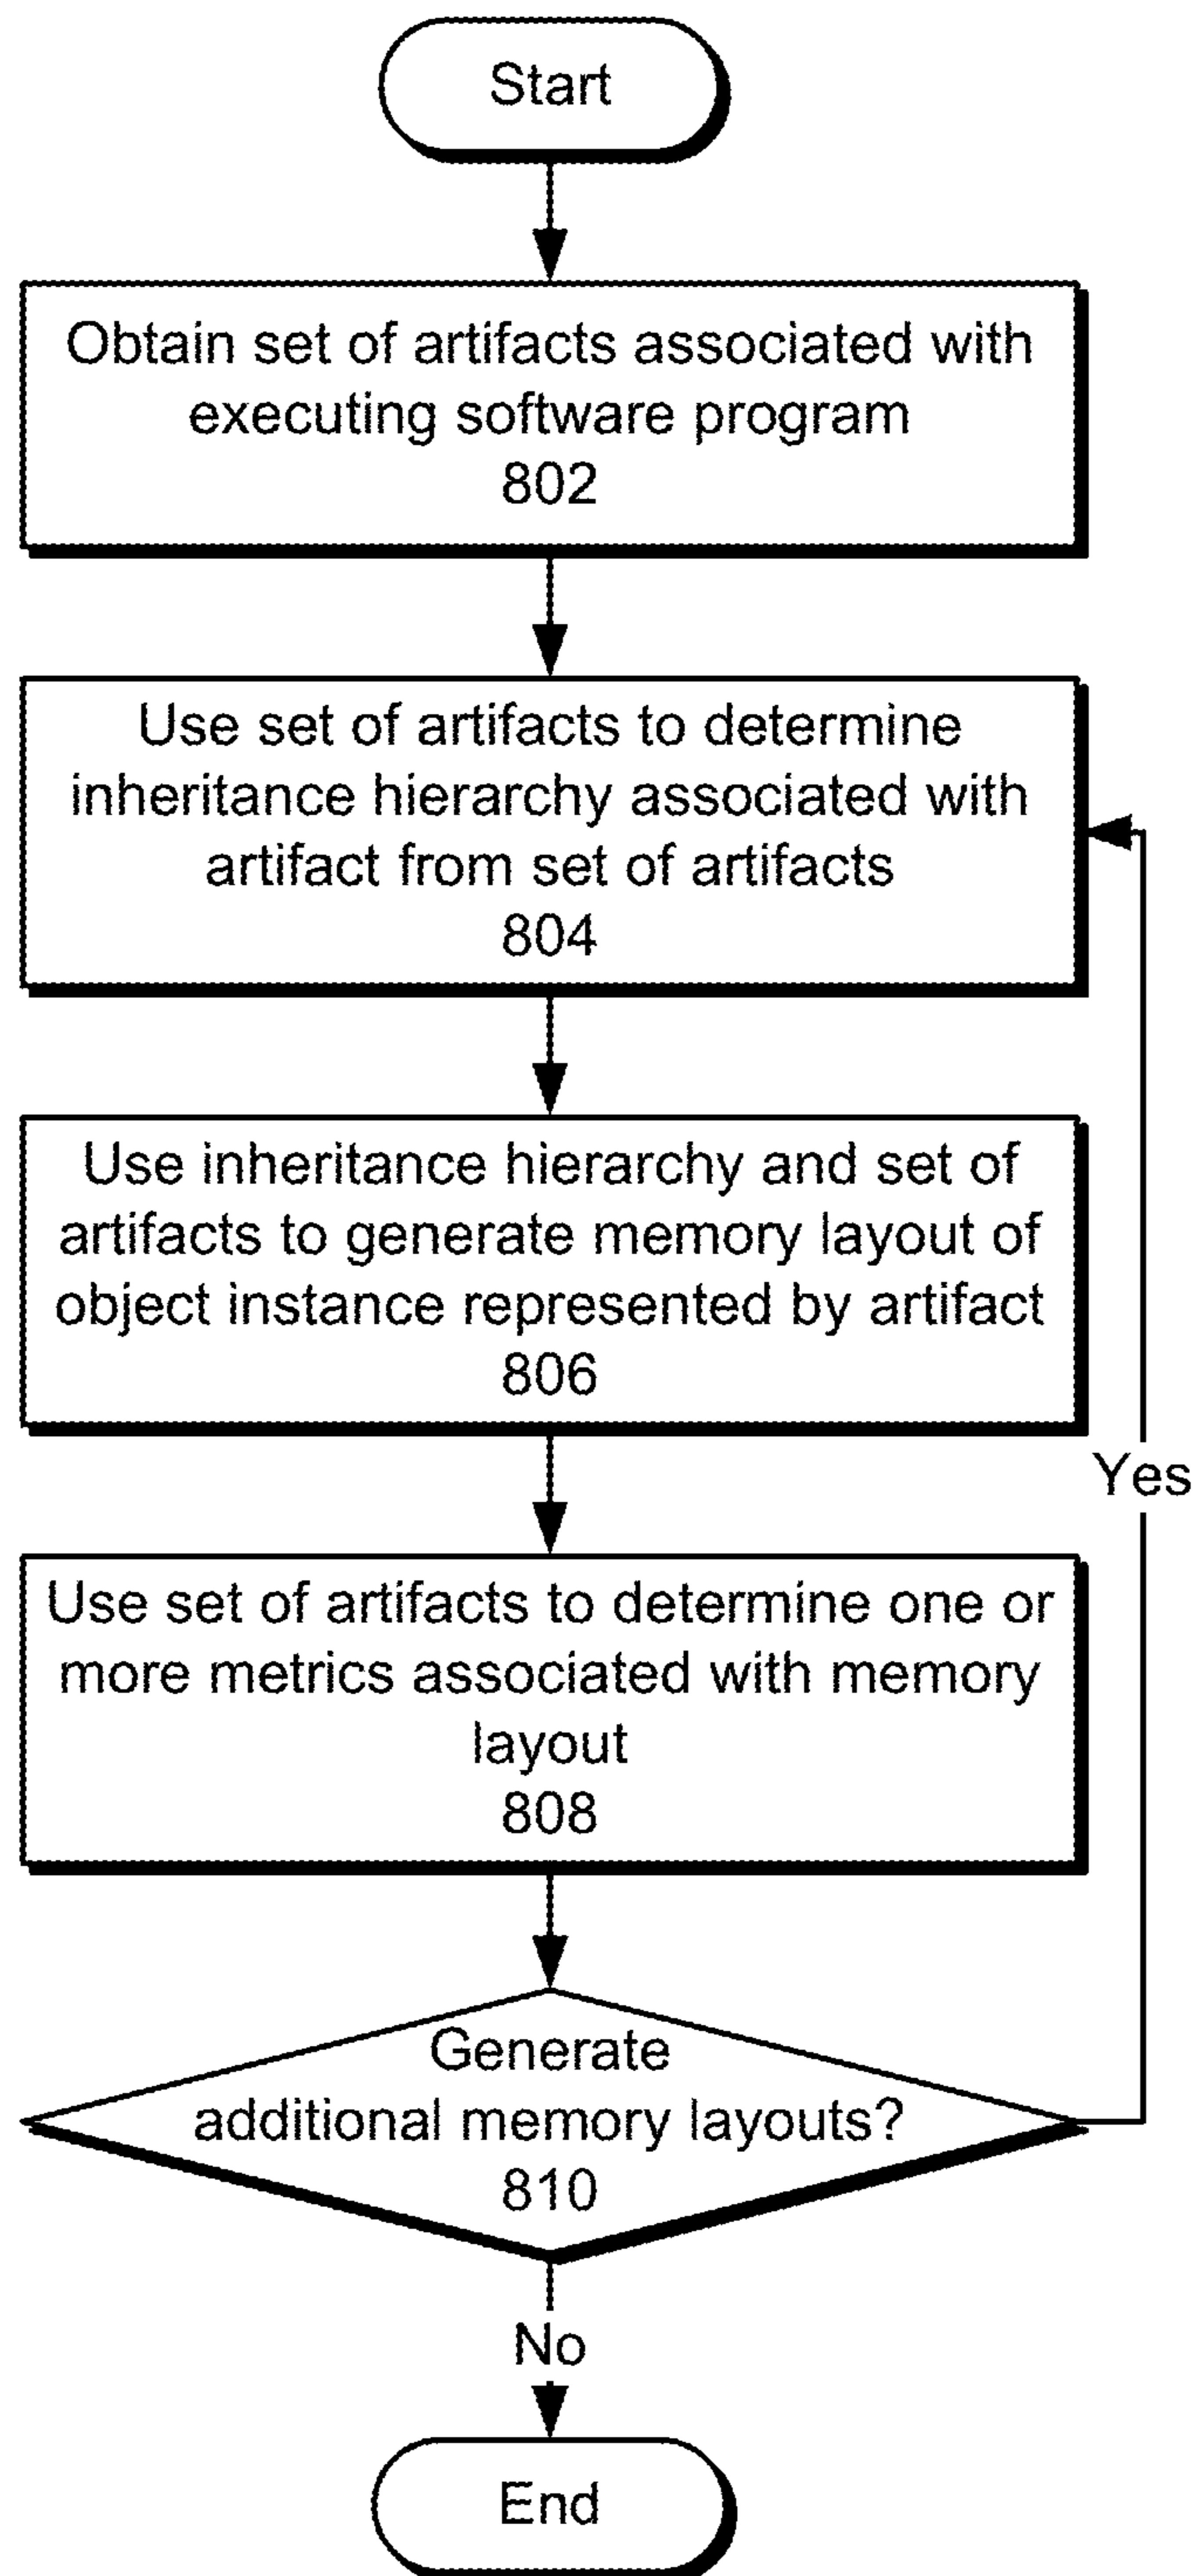 Start
Obtain set of artifacts associated with
executing software program
802
Use set of artifacts to determine
inheritance hierarchy associated with
artifact from set of artifacts
804
Use inheritance hierarchy and set of
artifacts to generate memory layout of
object instance represented by artifact
806
Yes
Use set of artifacts to determine one or
more metrics associated with memory
layout
808
Generate
additional memory layouts?
810
No
End